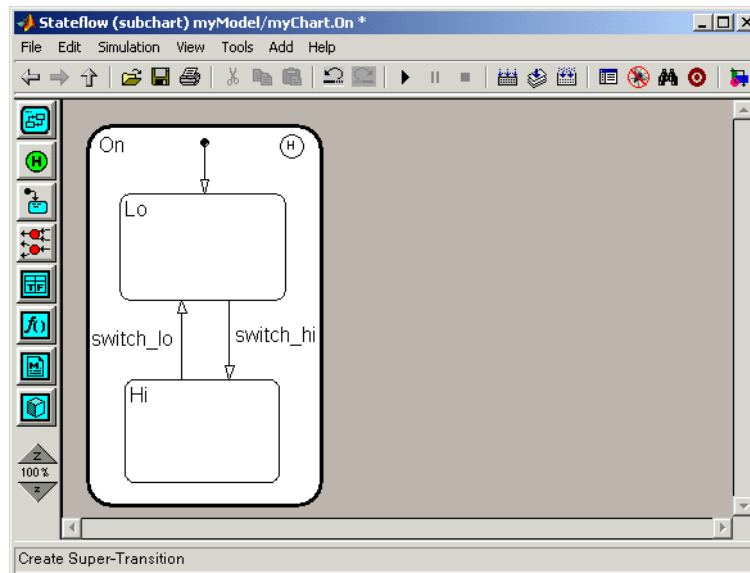 Stateflow (subchart) myModel/myChart.On *
File Edit Simulation View Tools Add Help
On
H
H
Lo
T F
f()
switch_lo switch_hi
M
Hi
Z
100 %
z
Create Super-Transition